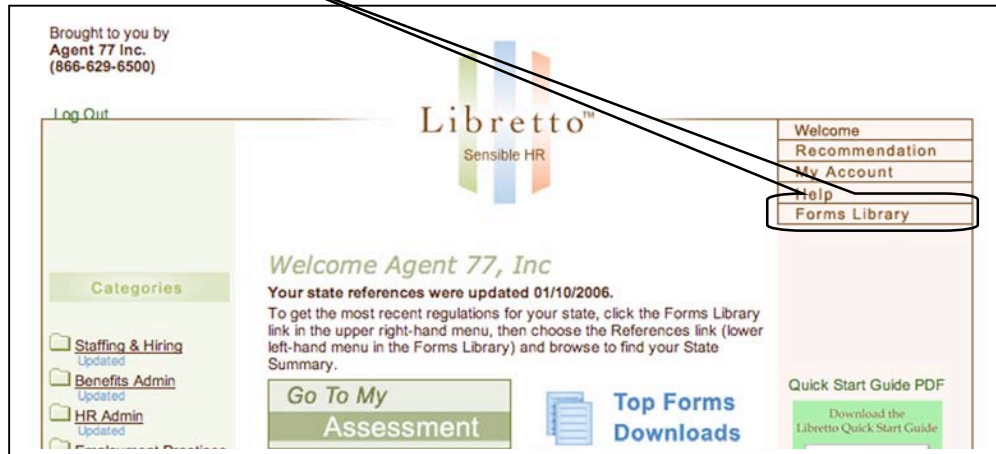 Brought to you by
Agent 77 Inc.
(866-629-6500)
Log Out
Libretto™
Sensible HR
Welcome
Recommendation
My Account
Help
Forms Library
Categories
Staffing & Hiring
Updated
Benefits Admin
Updated
HR Admin
Updated
Employment Practices
Welcome Agent 77, Inc
Your state references were updated 01/10/2006.
To get the most recent regulations for your state, click the Forms Library
link in the upper right-hand menu, then choose the References link (lower
left-hand menu in the Forms Library) and browse to find your State
Summary.
Go To My
Assessment
Top Forms
Downloads
Quick Start Guide PDF
Download the
Libretto Quick Start Guide